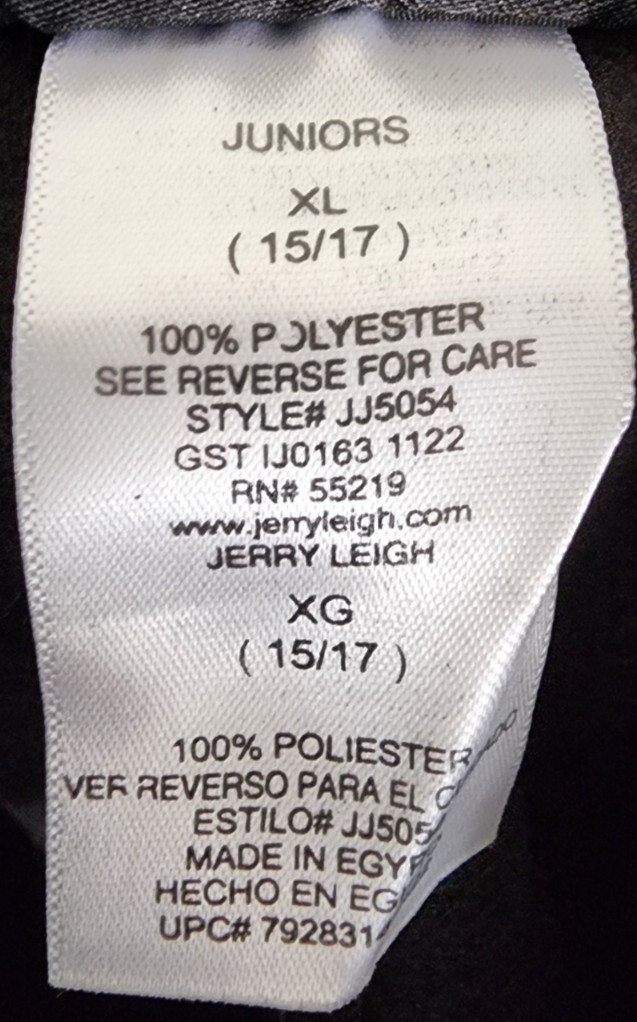 JUNIORS
XL
( 15/17 )
100% POLYESTER
SEE REVERSE FOR CARE
STYLE# JJ5054
GST IJ0163 1122
RN# 55219
www.jerryleigh.com
JERRY LEIGH
XG
( 15/17 )
100% POLIESTER
VER REVERSO PARA EL
ESTILO# JJ505
MADE IN
HECHO EN
UPC# 792831